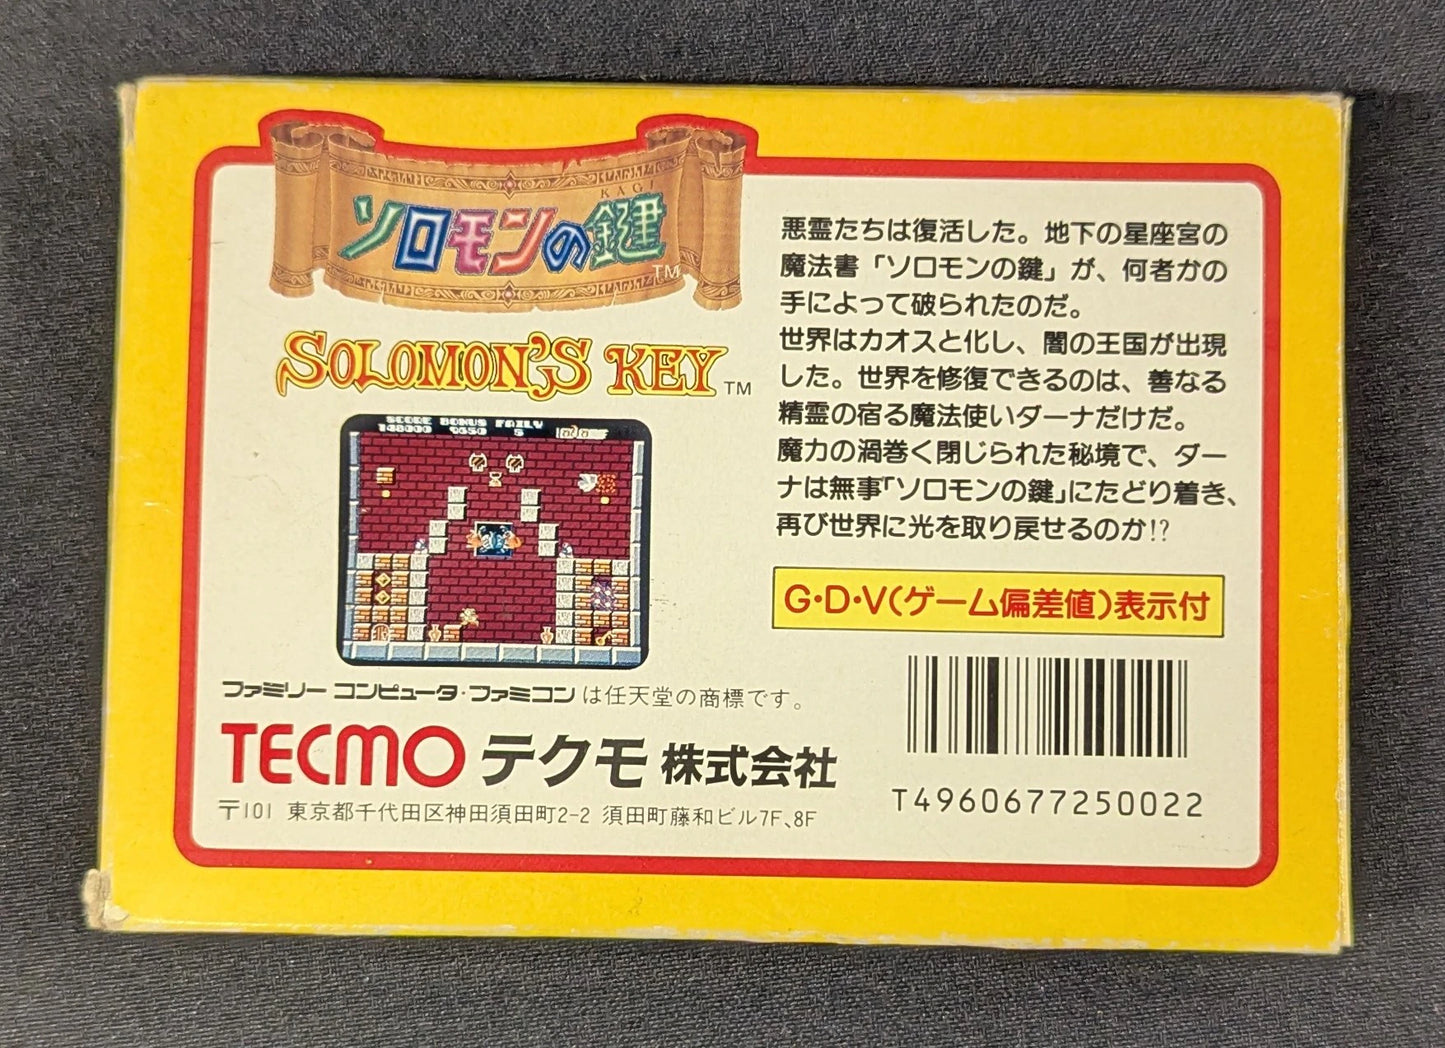 KAGI
ソロモンの鍵™
SOLOMON'S KEY™
SCORE BONUS FAILY
148000 9650 5
悪霊たちは復活した。地下の星座宮の
魔法書「ソロモンの鍵」が、何者かの
手によって破られたのだ。
世界はカオスと化し、闇の王国が出現
した。世界を修復できるのは、善なる
精霊の宿る魔法使いダーナだけだ。
魔力の渦巻く閉じられた秘境で、ダー
ナは無事「ソロモンの鍵」にたどり着き、
再び世界に光を取り戻せるのか!?
G・D・V(ゲーム偏差値)表示付
ファミリーコンピュータ・ファミコンは任天堂の商標です。
TECMO テクモ株式会社
〒101 東京都千代田区神田須田町2-2 須田町藤和ビル7F、8F
T4960677250022